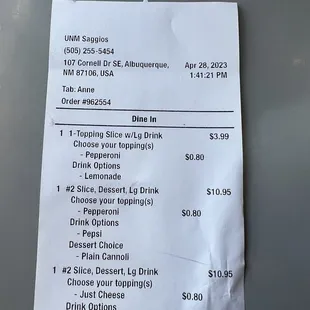 UNM Saggios
(505) 255-5454
107 Cornell Dr SE, Albuquerque, Apr 28, 2023
NM 87106, USA 1:41:21 PM
Tab: Anne
Order #962554
Dine In
1 1-Topping Slice w/Lg Drink $3.99
Choose your topping(s)
- Pepperoni $0.80
Drink Options
- Lemonade
1 #2 Slice, Dessert, Lg Drink $10.95
Choose your topping(s)
- Pepperoni $0.80
Drink Options
- Pepsi
Dessert Choice
- Plain Cannoli
1 #2 Slice, Dessert, Lg Drink $10.95
Choose your topping(s)
- Just Cheese $0.80
Drink Options